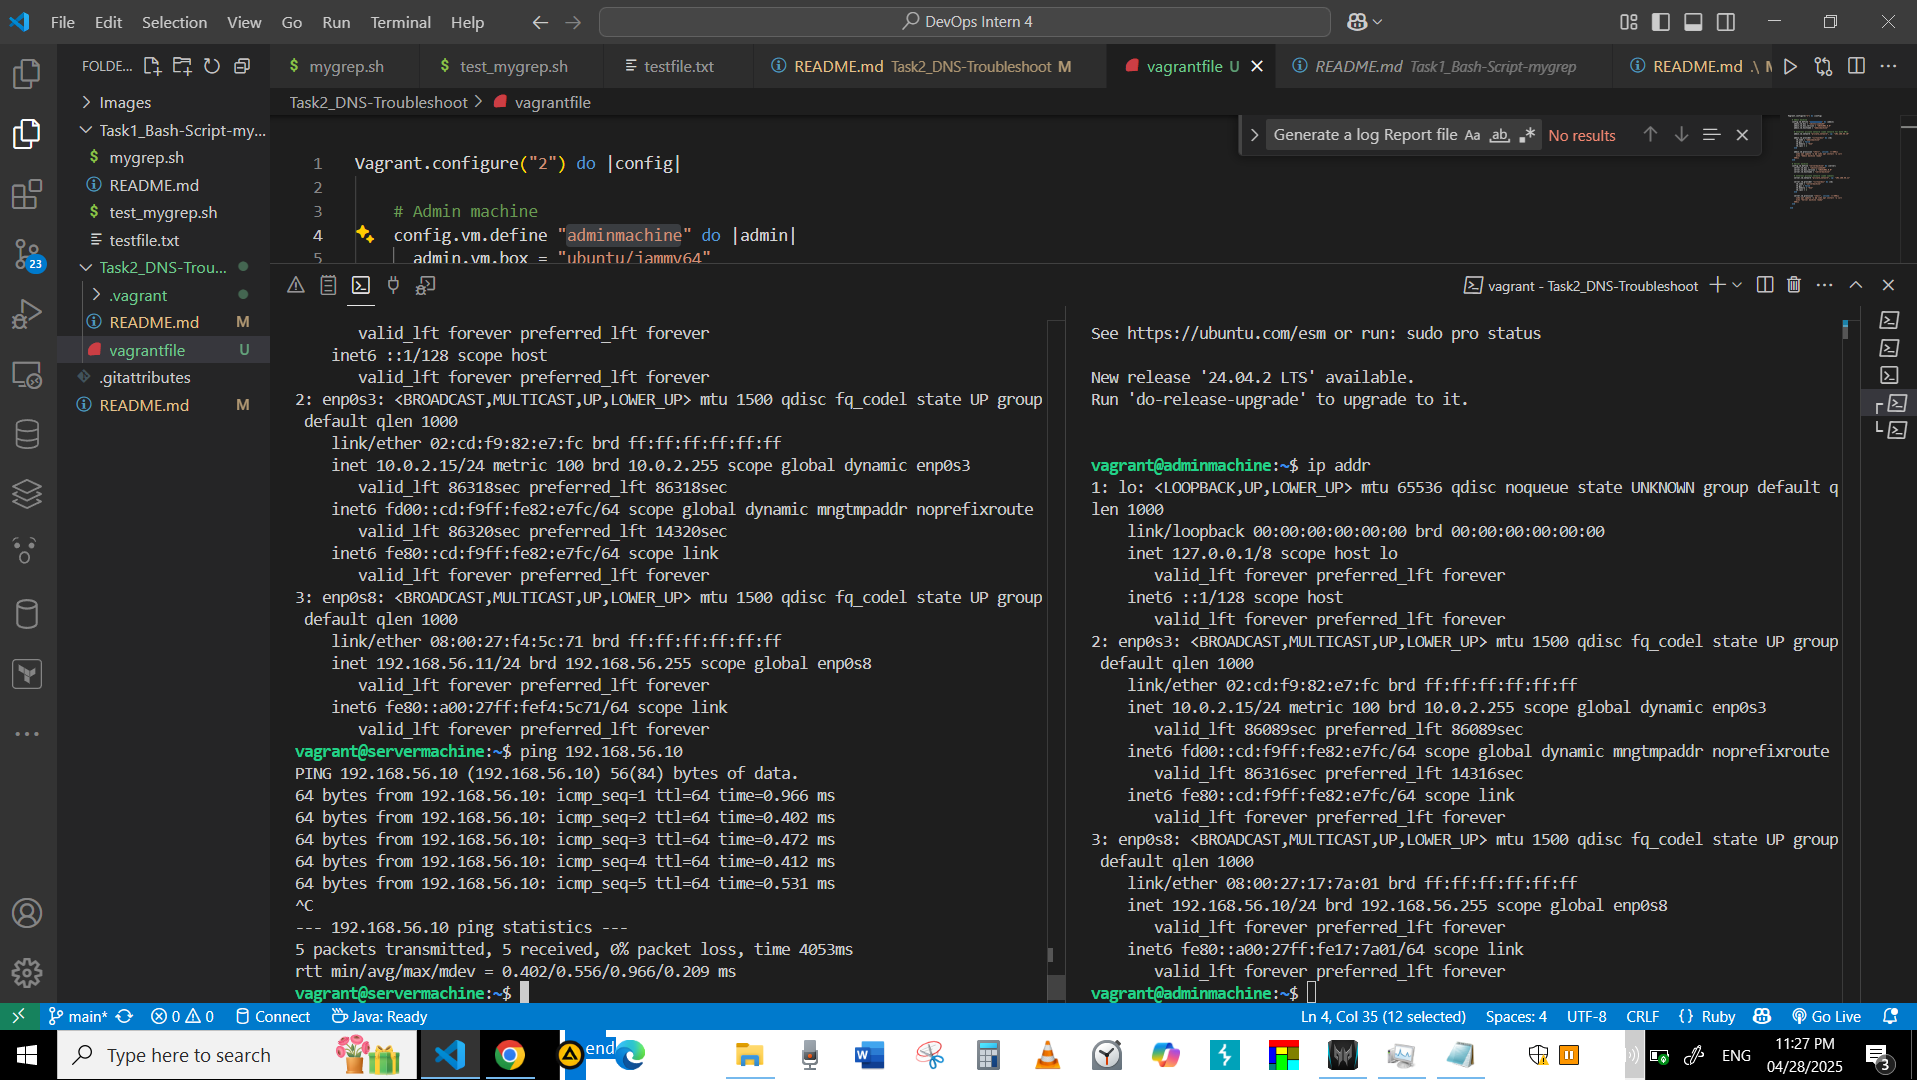 File Edit Selection View Go Run Terminal Help
DevOps Intern 4
FOLDE...
mygrep.sh
test_mygrep.sh
testfile.txt
README.md Task2_DNS-Troubleshoot M
vagrantfile U
README.md Task1_Bash-Script-mygrep
README.md .\ M
Task2_DNS-Troubleshoot > vagrantfile
Images
Task1_Bash-Script-my...
mygrep.sh
README.md
test_mygrep.sh
testfile.txt
Task2_DNS-Trou...
.vagrant
README.md M
vagrantfile U
.gitattributes
README.md M
23
Generate a log Report file Aa ab, .* No results
1 Vagrant.configure("2") do |config|
2
3 # Admin machine
4 config.vm.define "adminmachine" do |admin|
5 admin.vm.box = "ubuntu/jammy64"
vagrant - Task2_DNS-Troubleshoot
valid_lft forever preferred_lft forever
inet6 ::1/128 scope host
valid_lft forever preferred_lft forever
2: enp0s3: <BROADCAST,MULTICAST,UP,LOWER_UP> mtu 1500 qdisc fq_codel state UP group
default qlen 1000
link/ether 02:cd:f9:82:e7:fc brd ff:ff:ff:ff:ff:ff
inet 10.0.2.15/24 metric 100 brd 10.0.2.255 scope global dynamic enp0s3
valid_lft 86318sec preferred_lft 86318sec
inet6 fd00::cd:f9ff:fe82:e7fc/64 scope global dynamic mngtmpaddr noprefixroute
valid_lft 86320sec preferred_lft 14320sec
inet6 fe80::cd:f9ff:fe82:e7fc/64 scope link
valid_lft forever preferred_lft forever
3: enp0s8: <BROADCAST,MULTICAST,UP,LOWER_UP> mtu 1500 qdisc fq_codel state UP group
default qlen 1000
link/ether 08:00:27:f4:5c:71 brd ff:ff:ff:ff:ff:ff
inet 192.168.56.11/24 brd 192.168.56.255 scope global enp0s8
valid_lft forever preferred_lft forever
inet6 fe80::a00:27ff:fef4:5c71/64 scope link
valid_lft forever preferred_lft forever
vagrant@servermachine:~$ ping 192.168.56.10
PING 192.168.56.10 (192.168.56.10) 56(84) bytes of data.
64 bytes from 192.168.56.10: icmp_seq=1 ttl=64 time=0.966 ms
64 bytes from 192.168.56.10: icmp_seq=2 ttl=64 time=0.402 ms
64 bytes from 192.168.56.10: icmp_seq=3 ttl=64 time=0.472 ms
64 bytes from 192.168.56.10: icmp_seq=4 ttl=64 time=0.412 ms
64 bytes from 192.168.56.10: icmp_seq=5 ttl=64 time=0.531 ms
^C
--- 192.168.56.10 ping statistics ---
5 packets transmitted, 5 received, 0% packet loss, time 4053ms
rtt min/avg/max/mdev = 0.402/0.556/0.966/0.209 ms
vagrant@servermachine:~$
See https://ubuntu.com/esm or run: sudo pro status
New release '24.04.2 LTS' available.
Run 'do-release-upgrade' to upgrade to it.
vagrant@adminmachine:~$ ip addr
1: lo: <LOOPBACK,UP,LOWER_UP> mtu 65536 qdisc noqueue state UNKNOWN group default q
len 1000
link/loopback 00:00:00:00:00:00 brd 00:00:00:00:00:00
inet 127.0.0.1/8 scope host lo
valid_lft forever preferred_lft forever
inet6 ::1/128 scope host
valid_lft forever preferred_lft forever
2: enp0s3: <BROADCAST,MULTICAST,UP,LOWER_UP> mtu 1500 qdisc fq_codel state UP group
default qlen 1000
link/ether 02:cd:f9:82:e7:fc brd ff:ff:ff:ff:ff:ff
inet 10.0.2.15/24 metric 100 brd 10.0.2.255 scope global dynamic enp0s3
valid_lft 86089sec preferred_lft 86089sec
inet6 fd00::cd:f9ff:fe82:e7fc/64 scope global dynamic mngtmpaddr noprefixroute
valid_lft 86316sec preferred_lft 14316sec
inet6 fe80::cd:f9ff:fe82:e7fc/64 scope link
valid_lft forever preferred_lft forever
3: enp0s8: <BROADCAST,MULTICAST,UP,LOWER_UP> mtu 1500 qdisc fq_codel state UP group
default qlen 1000
link/ether 08:00:27:17:7a:01 brd ff:ff:ff:ff:ff:ff
inet 192.168.56.10/24 brd 192.168.56.255 scope global enp0s8
valid_lft forever preferred_lft forever
inet6 fe80::a00:27ff:fe17:7a01/64 scope link
valid_lft forever preferred_lft forever
vagrant@adminmachine:~$
main* 0 0 Connect Java: Ready
Ln 4, Col 35 (12 selected) Spaces: 4 UTF-8 CRLF {} Ruby Go Live
Type here to search
end
ENG
11:27 PM
04/28/2025
3